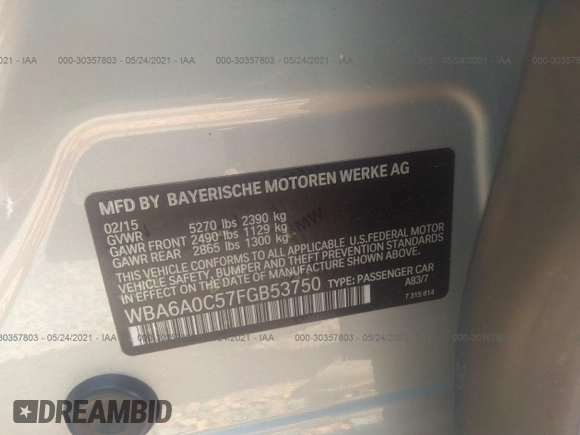 000-30357803 - 05/24/2021 - IAA
MFD BY BAYERISCHE MOTOREN WERKE AG
02/15
GVWR 5270 lbs 2390 kg
GAWR FRONT 2490 lbs 1129 kg
GAWR REAR 2865 lbs 1300 kg
THIS VEHICLE CONFORMS TO ALL APPLICABLE U.S.FEDERAL MOTOR
VEHICLE SAFETY, BUMPER, AND THEFT PREVENTION STANDARDS IN
EFFECT ON THE DATE OF MANUFACTURE SHOWN ABOVE.
WBA6A0C57FGB53750 TYPE: PASSENGER CAR
A83/7
7 315 814
DREAMBID